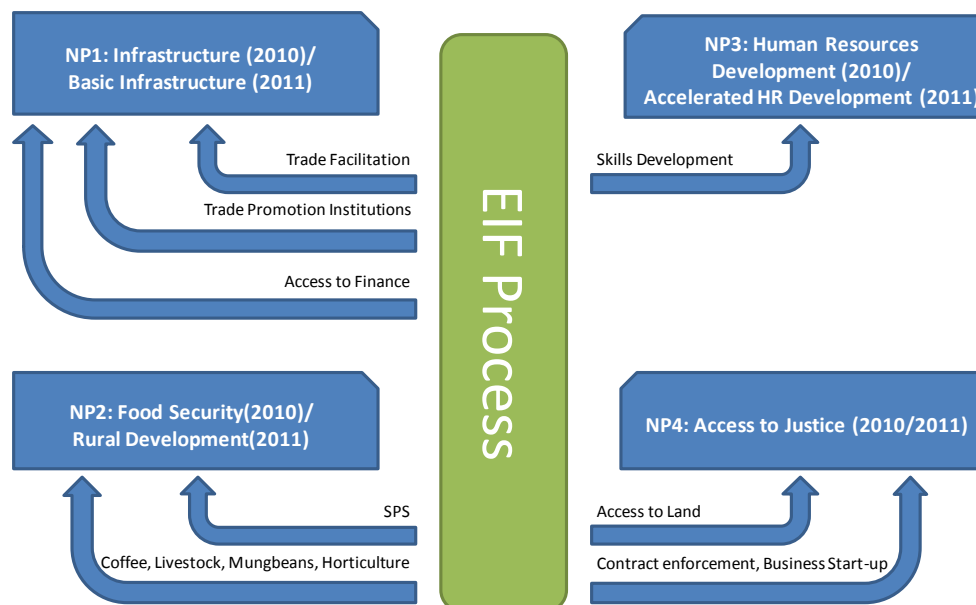 NP1: Infrastructure (2010)/
Basic Infrastructure (2011)
Trade Facilitation
Trade Promotion Institutions
Access to Finance
NP2: Food Security(2010)/
Rural Development(2011)
SPS
Coffee, Livestock, Mungbeans, Horticulture
EIF Process
NP3: Human Resources
Development (2010)/
Accelerated HR Development (2011)
Skills Development
NP4: Access to Justice (2010/2011)
Access to Land
Contract enforcement, Business Start-up